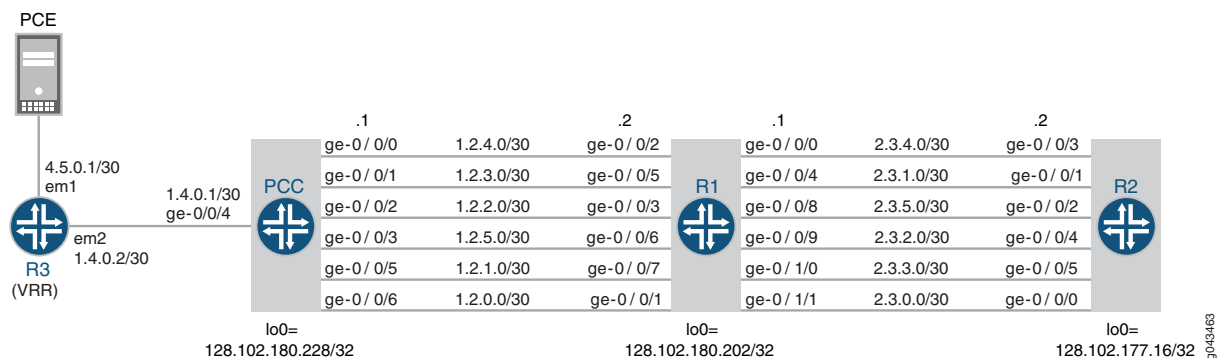 PCE
.1 .2 .1 .2
ge-0/0/0 1.2.4.0/30 ge-0/0/2 ge-0/0/0 2.3.4.0/30 ge-0/0/3
4.5.0.1/30
em1
ge-0/0/1 1.2.3.0/30 ge-0/0/5 ge-0/0/4 2.3.1.0/30 ge-0/0/1
1.4.0.1/30
ge-0/0/4
PCC
R1
R2
ge-0/0/2 1.2.2.0/30 ge-0/0/3 ge-0/0/8 2.3.5.0/30 ge-0/0/2
em2
1.4.0.2/30
ge-0/0/3 1.2.5.0/30 ge-0/0/6 ge-0/0/9 2.3.2.0/30 ge-0/0/4
R3
(VRR)
ge-0/0/5 1.2.1.0/30 ge-0/0/7 ge-0/1/0 2.3.3.0/30 ge-0/0/5
ge-0/0/6 1.2.0.0/30 ge-0/0/1 ge-0/1/1 2.3.0.0/30 ge-0/0/0
lo0=
128.102.180.228/32
lo0=
128.102.180.202/32
lo0=
128.102.177.16/32
g043463